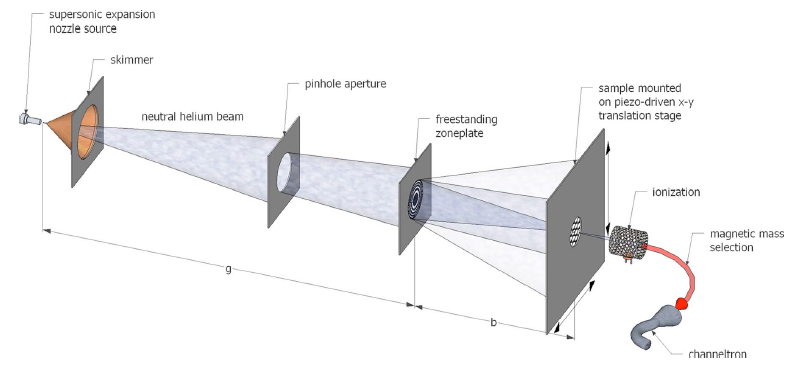 supersonic expansion
nozzle source
skimmer
pinhole aperture
neutral helium beam
freestanding
zoneplate
sample mounted
on piezo-driven x-y
translation stage
ionization
magnetic mass
selection
g
b
channeltron